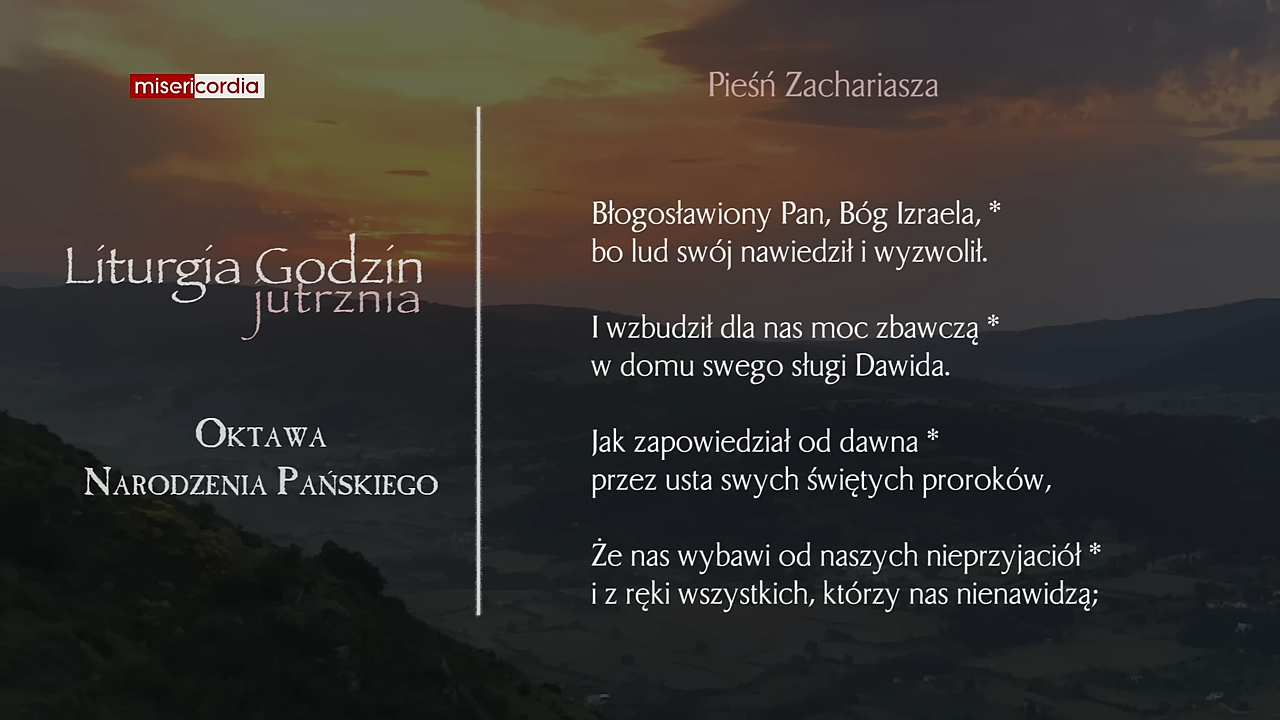 misericordia
Liturgia Godzin
jutrznia
Oktawa
Narodzenia Pańskiego
Pieśń Zachariasza
Błogosławiony Pan, Bóg Izraela, *
bo lud swój nawiedził i wyzwolił.
I wzbudził dla nas moc zbawczą *
w domu swego sługi Dawida.
Jak zapowiedział od dawna *
przez usta swych świętych proroków,
Że nas wybawi od naszych nieprzyjaciół *
i z ręki wszystkich, którzy nas nienawidzą;